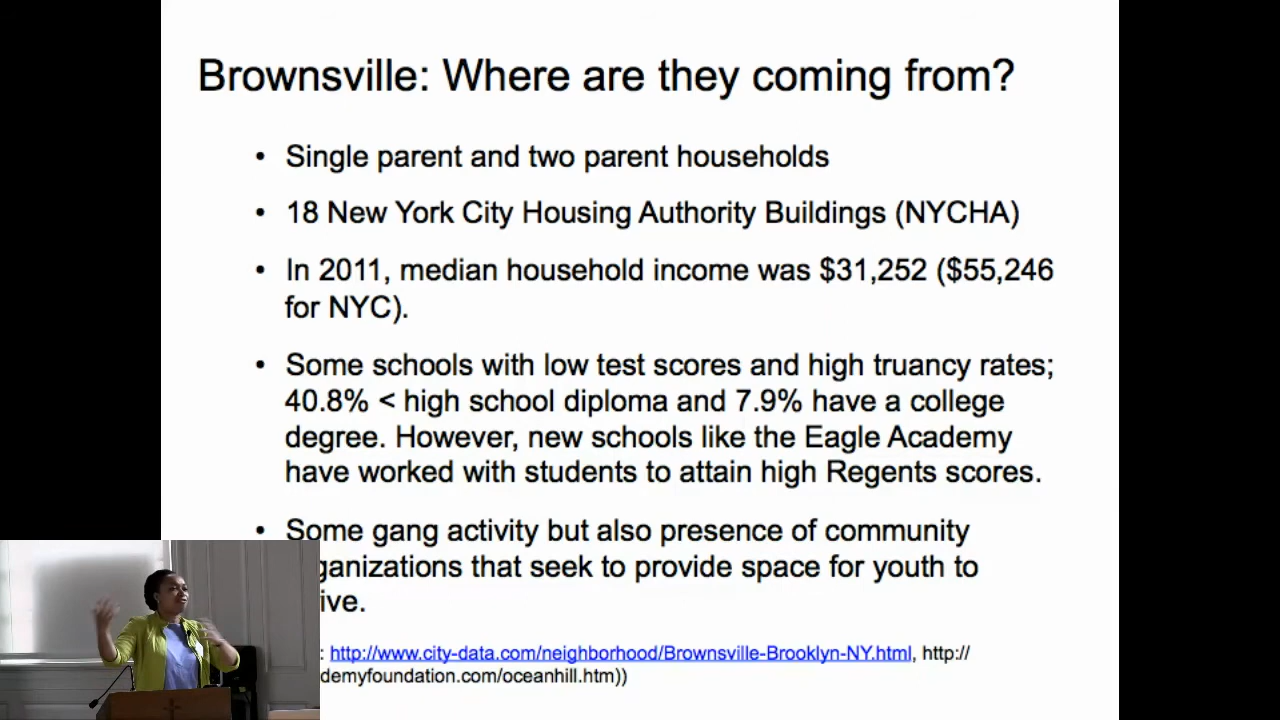 Brownsville: Where are they coming from?
• Single parent and two parent households
• 18 New York City Housing Authority Buildings (NYCHA)
• In 2011, median household income was $31,252 ($55,246
for NYC).
• Some schools with low test scores and high truancy rates;
40.8% < high school diploma and 7.9% have a college
degree. However, new schools like the Eagle Academy
have worked with students to attain high Regents scores.
• Some gang activity but also presence of community
ganizations that seek to provide space for youth to
ive.
: http://www.city-data.com/neighborhood/Brownsville-Brooklyn-NY.html, http://
demyfoundation.com/oceanhill.htm))